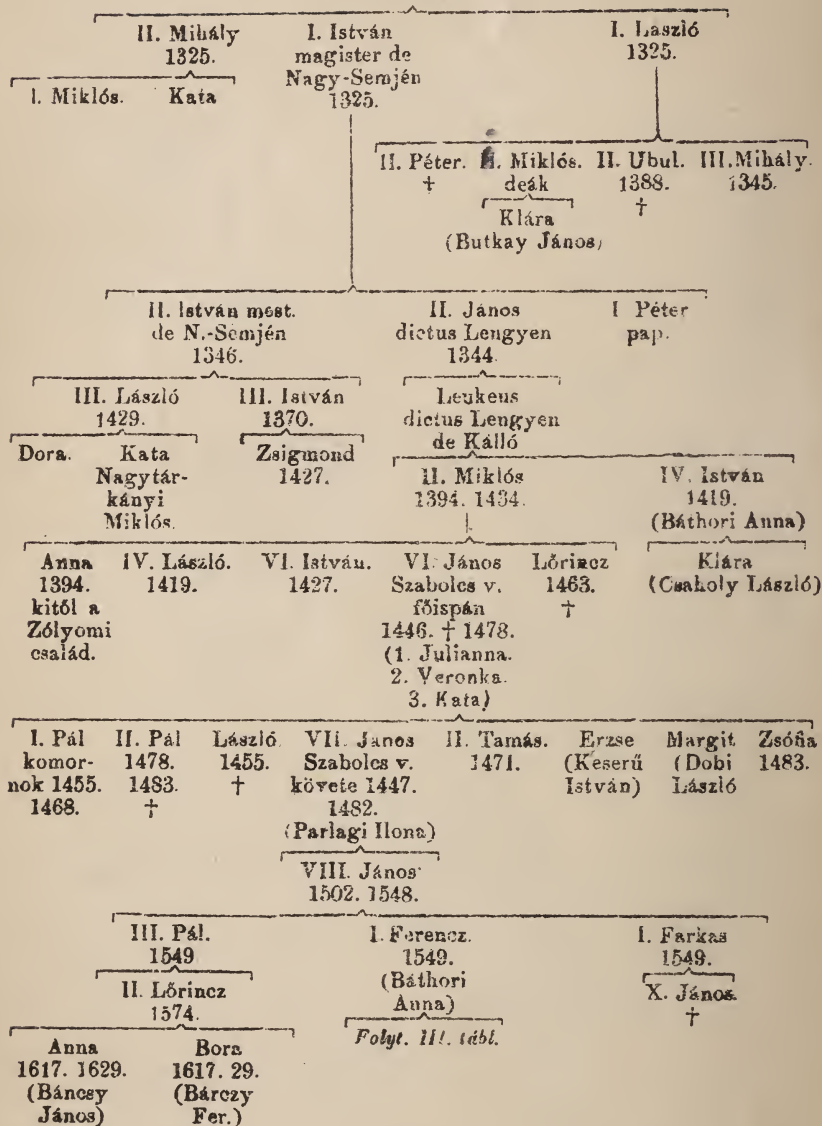 II. Mihály I. István I. Laszló
1325. magister de 1325.
Nagy-Semjén
I. Miklós. Kata 1325.
II. Péter. II. Miklós. II. Ubul. III. Mihály.
† deák 1388. 1345.
Klára †
(Butkay János)
II. István mest. II. János I Péter
de N.-Semjén dictus Lengyen pap.
1346. 1344.
III. László III. István Leukeus
1429. 1370. dictus Lengyen
Dora. Kata Zsigmond de Kálló
Nagytár- 1427. II. Miklós IV. István
kányi 1394. 1434. 1419.
Miklós. (Báthori Anna)
Anna IV. László. VI. István. VI. János Lőrincz Klára
1394. 1419. 1427. Szabolcs v. 1463. (Csaholy László)
kitől a főispán †
Zólyomi 1446. † 1478.
család. (1. Julianna.
2. Veronka.
3. Kata)
I. Pál II. Pál László VII. Janos II. Tamás. Erzse Margit Zsófia
komor- 1478. 1455. Szabolcs v. 1471. (Keserű (Dobi 1483.
nok 1455. 1483. † követe 1447. István) László
1468. † 1482.
(Parlagi Ilona)
VIII. János
1502. 1548.
III. Pál. I. Ferencz. I. Farkas
1549 1549. 1549.
II. Lőrincz (Báthori X. János.
1574. Anna) †
Anna Bora Folyt. III. tábl.
1617. 1629. 1617. 29.
(Báncsy (Bárczy
János) Fer.)